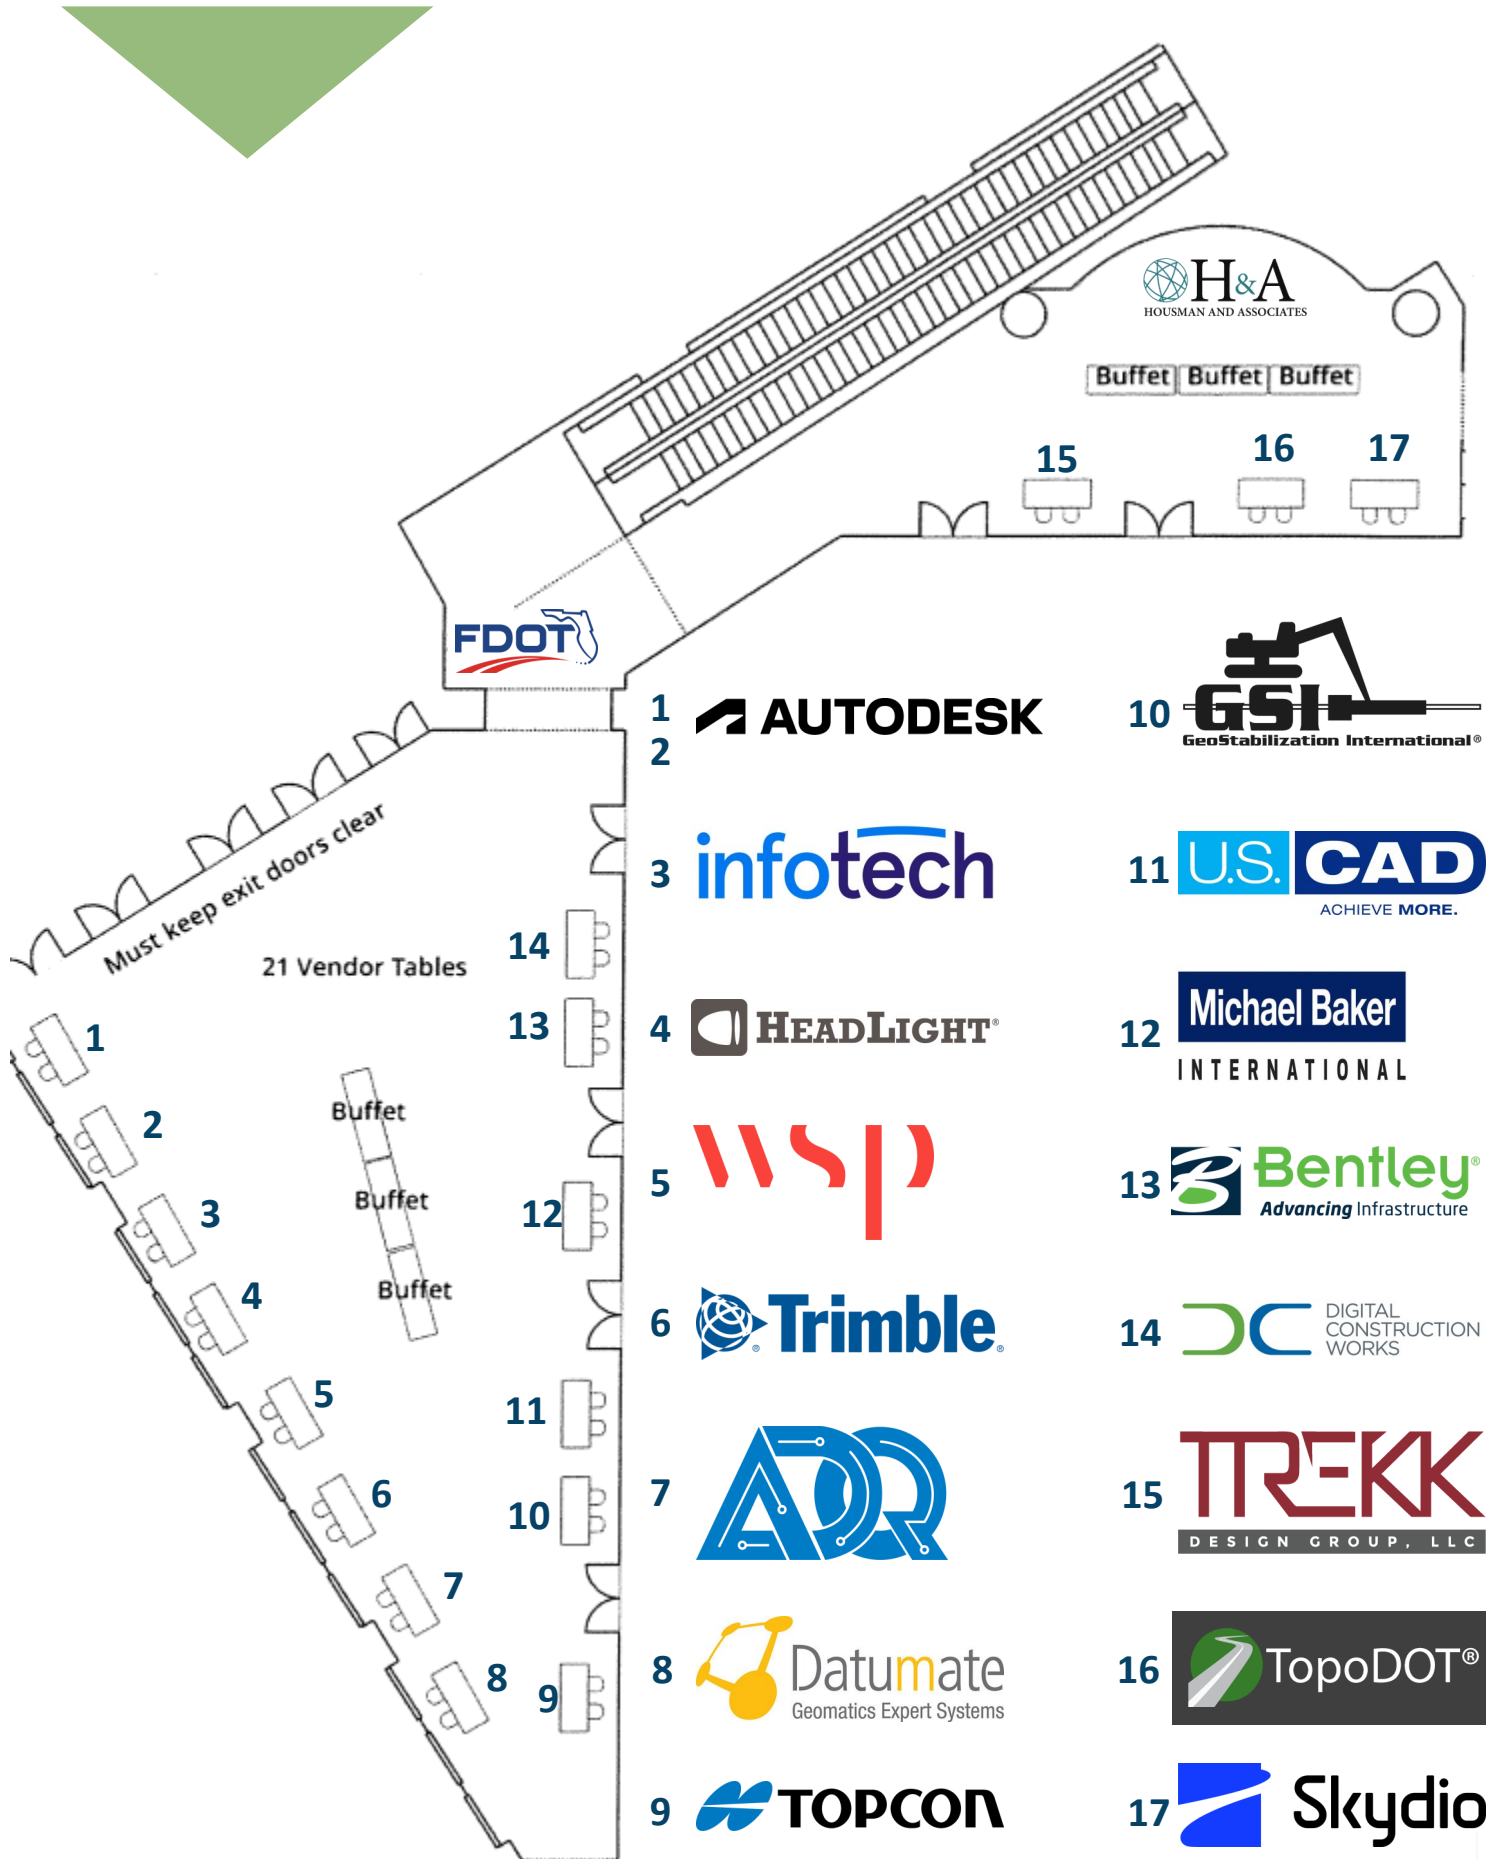 H&A
HOUSMAN AND ASSOCIATES
Buffet Buffet Buffet
15 16 17
FDOT
Must keep exit doors clear
21 Vendor Tables
1
2
3
4
5
6
7
8
Buffet
Buffet
Buffet
14
13
12
11
10
9
1
2
AUTODESK
3 infotech
4 HEADLIGHT®
5 wsp
6 Trimble®
7 ADR
8 Datumate
Geomatics Expert Systems
9 TOPCON
10 GSI
GeoStabilization International®
11 U.S. CAD
ACHIEVE MORE.
12 Michael Baker
INTERNATIONAL
13 Bentley®
Advancing Infrastructure
14 DIGITAL
CONSTRUCTION
WORKS
15 TREKK
DESIGN GROUP, LLC
16 TopoDOT®
17 Skydio